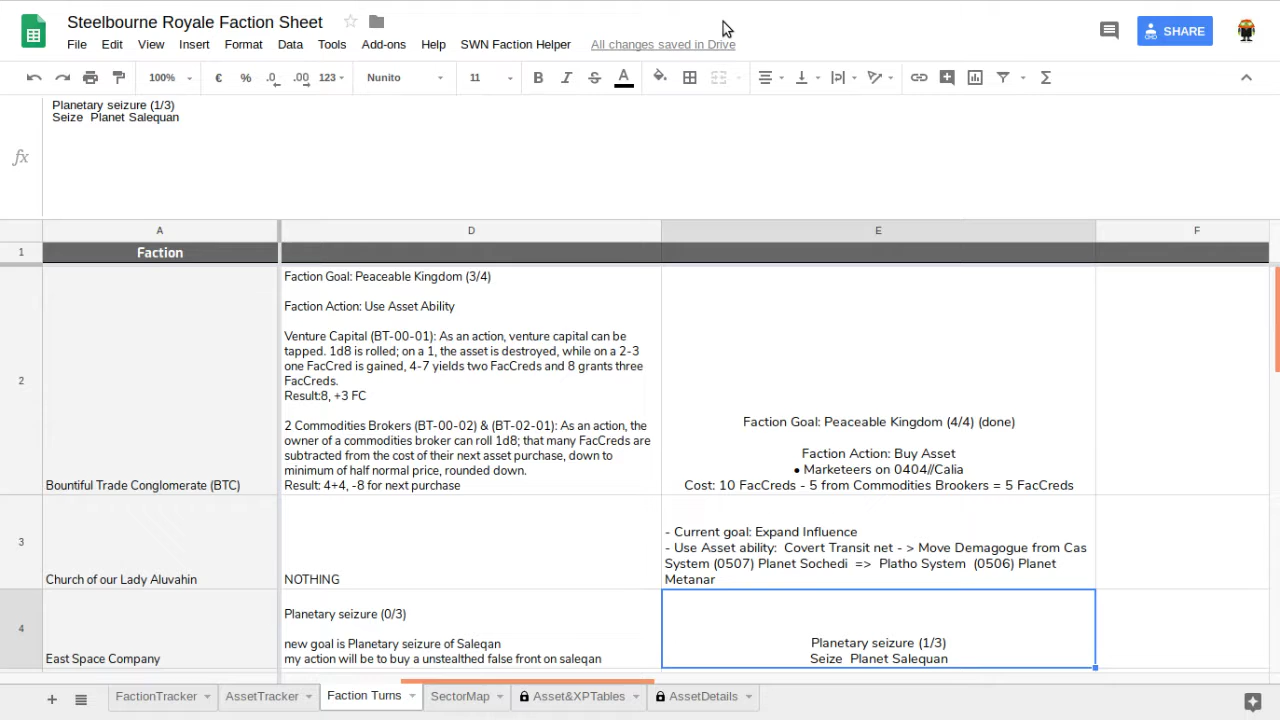 Steelbourne Royale Faction Sheet
File Edit View Insert Format Data Tools Add-ons Help SWN Faction Helper All changes saved in Drive
SHARE
100% € % .0 .00 123 Nunito 11 B I S A
fx
Planetary seizure (1/3)
Seize Planet Salequan
A D E F
1 Faction
2
Bountiful Trade Conglomerate (BTC)
Faction Goal: Peaceable Kingdom (3/4)
Faction Action: Use Asset Ability
Venture Capital (BT-00-01): As an action, venture capital can be
tapped. 1d8 is rolled; on a 1, the asset is destroyed, while on a 2-3
one FacCred is gained, 4-7 yields two FacCreds and 8 grants three
FacCreds.
Result:8, +3 FC
2 Commodities Brokers (BT-00-02) & (BT-02-01): As an action, the
owner of a commodities broker can roll 1d8; that many FacCreds are
subtracted from the cost of their next asset purchase, down to
minimum of half normal price, rounded down.
Result: 4+4, -8 for next purchase
Faction Goal: Peaceable Kingdom (4/4) (done)
Faction Action: Buy Asset
● Marketeers on 0404//Calia
Cost: 10 FacCreds - 5 from Commodities Brookers = 5 FacCreds
3
Church of our Lady Aluvahin
NOTHING
- Current goal: Expand Influence
- Use Asset ability: Covert Transit net - > Move Demagogue from Cas
System (0507) Planet Sochedi => Platho System (0506) Planet
Metanar
4
East Space Company
Planetary seizure (0/3)
new goal is Planetary seizure of Saleqan
my action will be to buy a unstealthed false front on saleqan
Planetary seizure (1/3)
Seize Planet Salequan
FactionTracker AssetTracker Faction Turns SectorMap Asset&XPTables AssetDetails